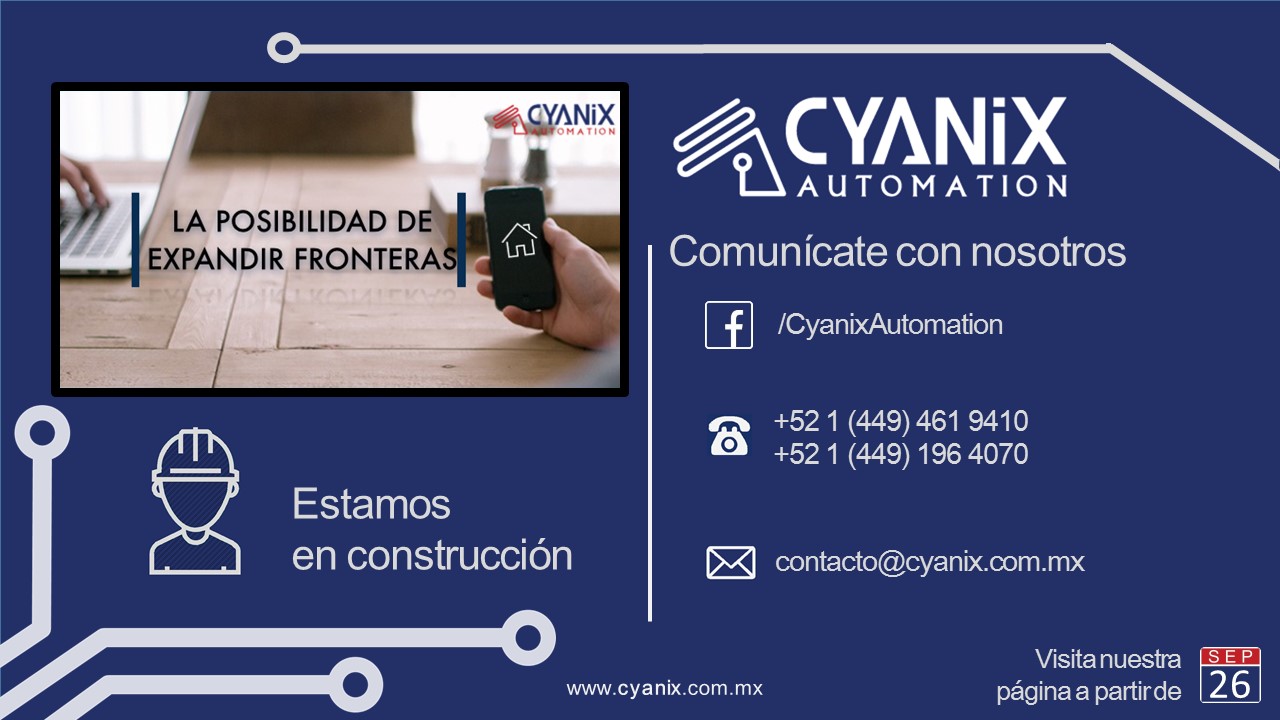 CYANiX
AUTOMATION
LA POSIBILIDAD DE
EXPANDIR FRONTERAS
Estamos
en construcción
CYANiX
AUTOMATION
Comunícate con nosotros
/CyanixAutomation
+52 1 (449) 461 9410
+52 1 (449) 196 4070
contacto@cyanix.com.mx
www.cyanix.com.mx
Visita nuestra
página a partir de
SEP
26